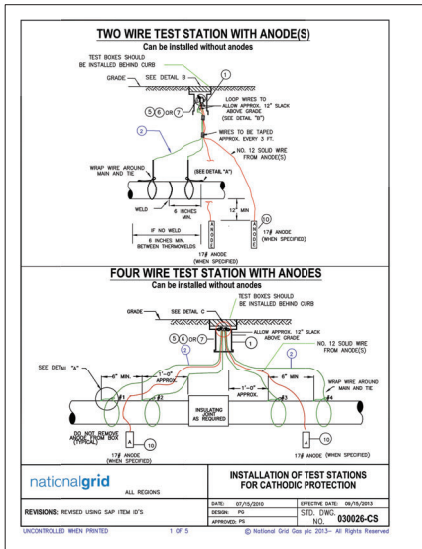 TWO WIRE TEST STATION WITH ANODE(S)
Can be installed without anodes
TEST BOXES SHOULD
BE INSTALLED BEHIND CURB
GRADE
SEE DETAIL B
1
LOOP WIRES TO
ALLOW APPROX. 12" SLACK
ABOVE GRADE
(SEE DETAIL "B")
5 6 OR 7
WIRES TO BE TAPED
APPROX. EVERY 3 FT.
2
NO. 12 SOLID WIRE
FROM ANODE(S)
WRAP WIRE AROUND
MAIN AND TIE
(SEE DETAIL "A")
WELD
6 INCHES
MIN.
12" MIN
10
ANODE
ANODE
IF NO WELD
6 INCHES MIN.
BETWEEN THERMOWELDS
17# ANODE
(WHEN SPECIFIED)
17# ANODE
(WHEN SPECIFIED)
FOUR WIRE TEST STATION WITH ANODES
Can be installed without anodes
TEST BOXES SHOULD
BE INSTALLED BEHIND CURB
GRADE
SEE DETAIL C
5 6 OR 7
1
ALLOW APPROX. 12" SLACK
ABOVE GRADE
2
2
NO. 12 SOLID WIRE
FROM ANODE(S)
SEE DETAIL "A"
6" MIN.
1'-0"
APPROX.
1'-0"
APPROX.
6" MIN
WRAP WIRE AROUND
MAIN AND TIE
#1
#2
#3
#4
INSULATING
JOINT
AS REQUIRED
DO NOT REMOVE
ANODE FROM BOX
(TYPICAL)
A
10
10
17# ANODE
(WHEN SPECIFIED)
17# ANODE
(WHEN SPECIFIED)
nationalgrid
ALL REGIONS
INSTALLATION OF TEST STATIONS
FOR CATHODIC PROTECTION
REVISIONS: REVISED USING SAP ITEM ID'S
DATE: 07/15/2010
EFFECTIVE DATE: 09/15/2013
DESIGN: PG
APPROVED: PS
STD. DWG.
NO. 030026-CS
UNCONTROLLED WHEN PRINTED
1 OF 5
© National Grid Gas plc 2013– All Rights Reserved